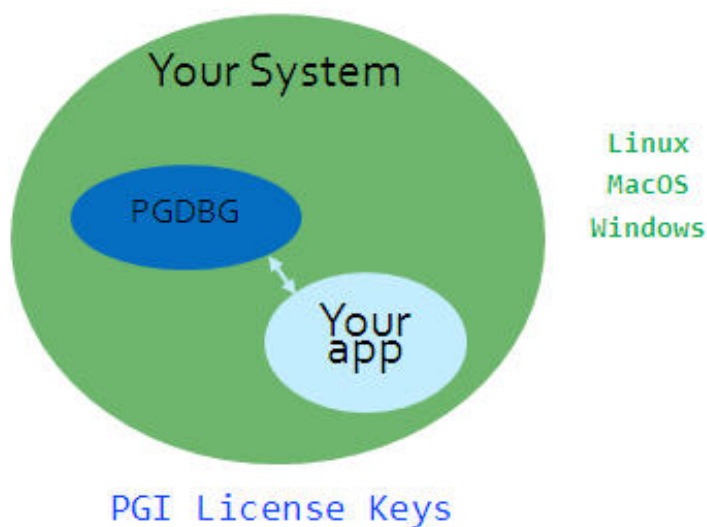 Your System
Linux
MacOS
Windows
PGDBG
Your
app
PGI License Keys